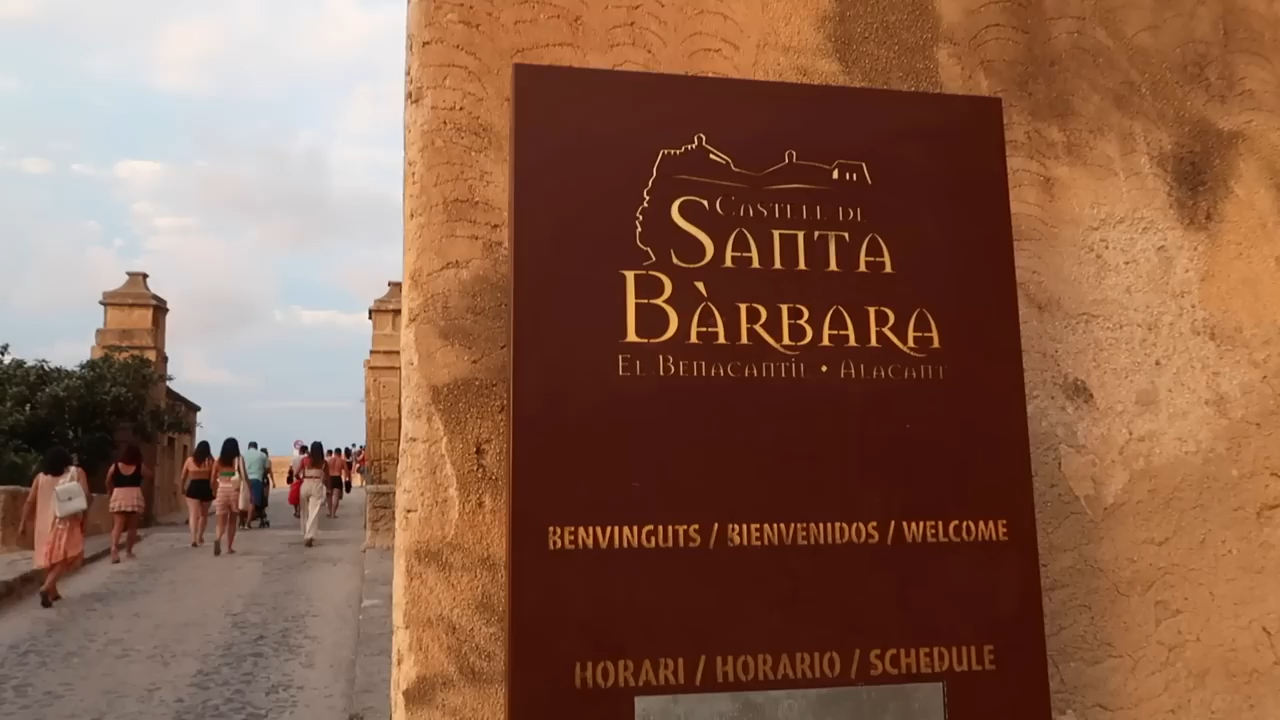 CASTELL DE
SANTA
BÀRBARA
EL BENACANTIL • ALACANT
BENVINGUTS / BIENVENIDOS / WELCOME
HORARI / HORARIO / SCHEDULE